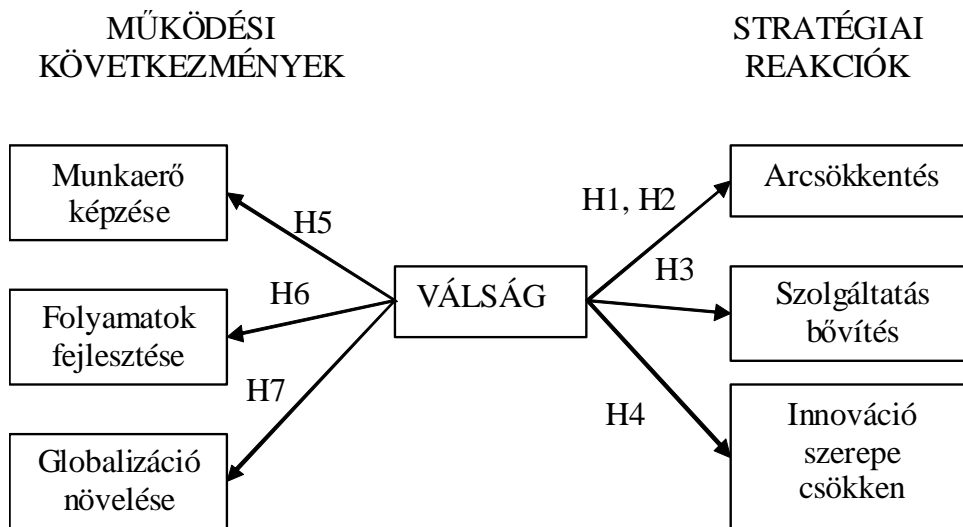 MŰKÖDÉSI
KÖVETKEZMÉNYEK
STRATÉGIAI
REAKCIÓK
Munkaerő
képzése
H5
H1, H2
Arcsökkentés
H6
VÁLSÁG
H3
Folyamatok
fejlesztése
Szolgáltatás
bővítés
H7
H4
Globalizáció
növelése
Innováció
szerepe
csökken